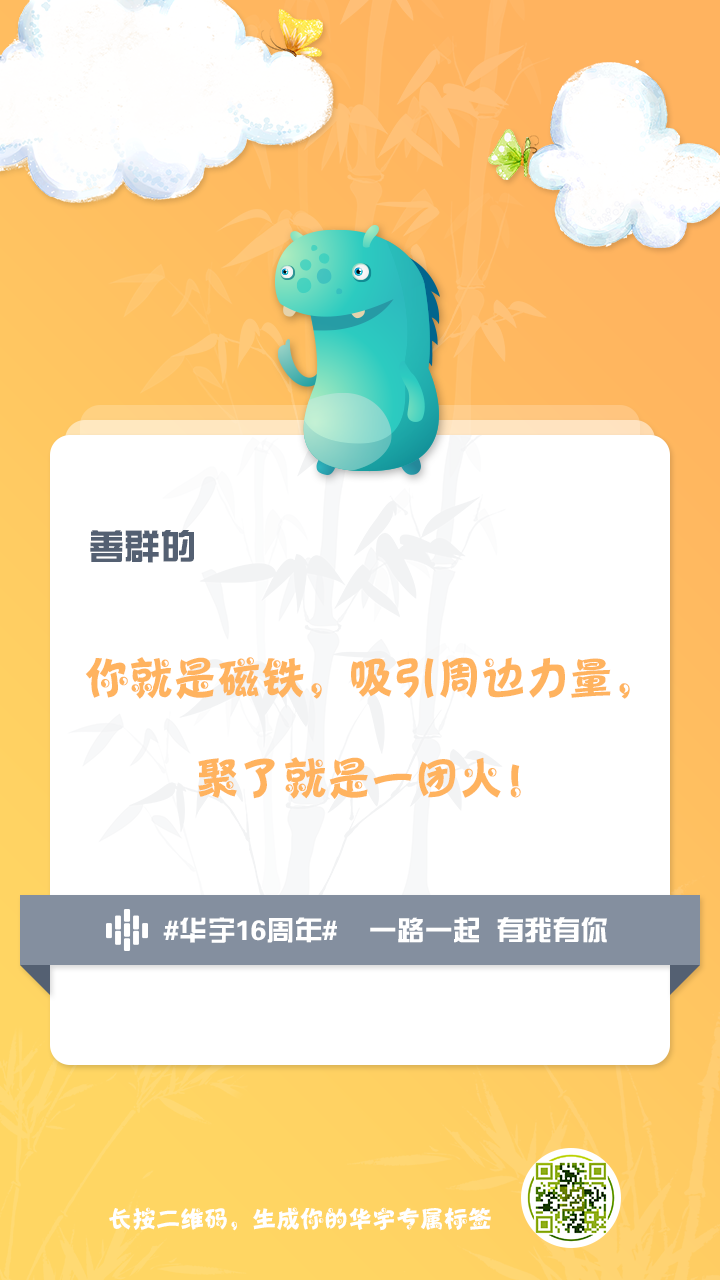 善群的
你就是磁铁，吸引周边力量，
聚了就是一团火！
#华宇16周年# 一路一起 有我有你
长按二维码，生成你的华宇专属标签